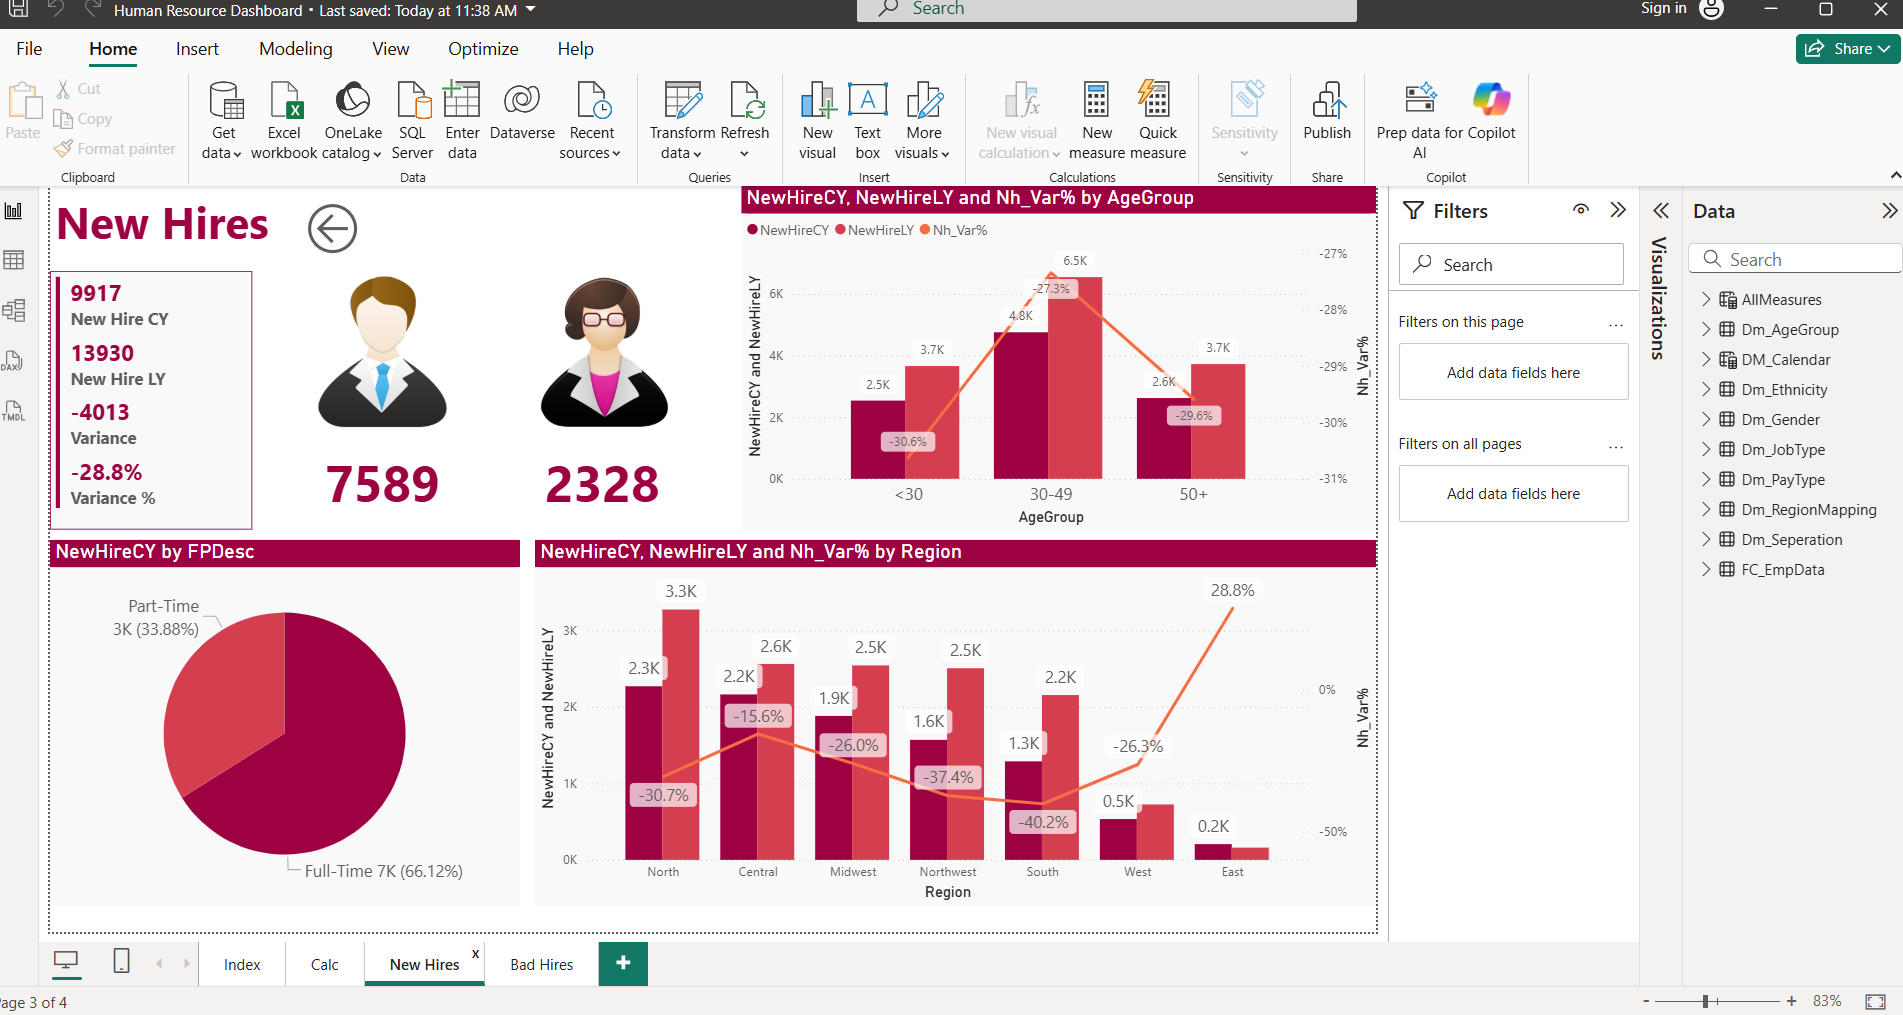 Human Resource Dashboard • Last saved: Today at 11:38 AM
Search
Sign in
File
Home
Insert
Modeling
View
Optimize
Help
Share
Paste
Cut
Copy
Format painter
Clipboard
Get data
Excel workbook
OneLake catalog
SQL Server
Enter data
Dataverse
Recent sources
Data
Transform data
Refresh
Queries
New visual
Text box
More visuals
Insert
New visual calculation
New measure
Quick measure
Calculations
Sensitivity
Sensitivity
Publish
Share
Prep data for AI
Copilot
Copilot
DAX
TMDL
New Hires
9917
New Hire CY
13930
New Hire LY
-4013
Variance
-28.8%
Variance %
7589
2328
NewHireCY, NewHireLY and Nh_Var% by AgeGroup
NewHireCY NewHireLY Nh_Var%
NewHireCY and NewHireLY
6K
4K
2K
0K
2.5K
3.7K
-30.6%
4.8K
6.5K
-27.3%
2.6K
3.7K
-29.6%
-27%
-28%
-29%
-30%
-31%
Nh_Var%
<30
30-49
50+
AgeGroup
NewHireCY by FPDesc
Part-Time
3K (33.88%)
Full-Time 7K (66.12%)
NewHireCY, NewHireLY and Nh_Var% by Region
NewHireCY and NewHireLY
3K
2K
1K
0K
2.3K
3.3K
-30.7%
2.2K
2.6K
-15.6%
1.9K
2.5K
-26.0%
1.6K
2.5K
-37.4%
1.3K
2.2K
-40.2%
-26.3%
0.5K
28.8%
0.2K
0%
-50%
Nh_Var%
North
Central
Midwest
Northwest
South
West
East
Region
Filters
Search
Filters on this page
...
Add data fields here
Filters on all pages
...
Add data fields here
Visualizations
Data
Search
AllMeasures
Dm_AgeGroup
DM_Calendar
Dm_Ethnicity
Dm_Gender
Dm_JobType
Dm_PayType
Dm_RegionMapping
Dm_Seperation
FC_EmpData
Index
Calc
New Hires
x
Bad Hires
+
age 3 of 4
- + 83%